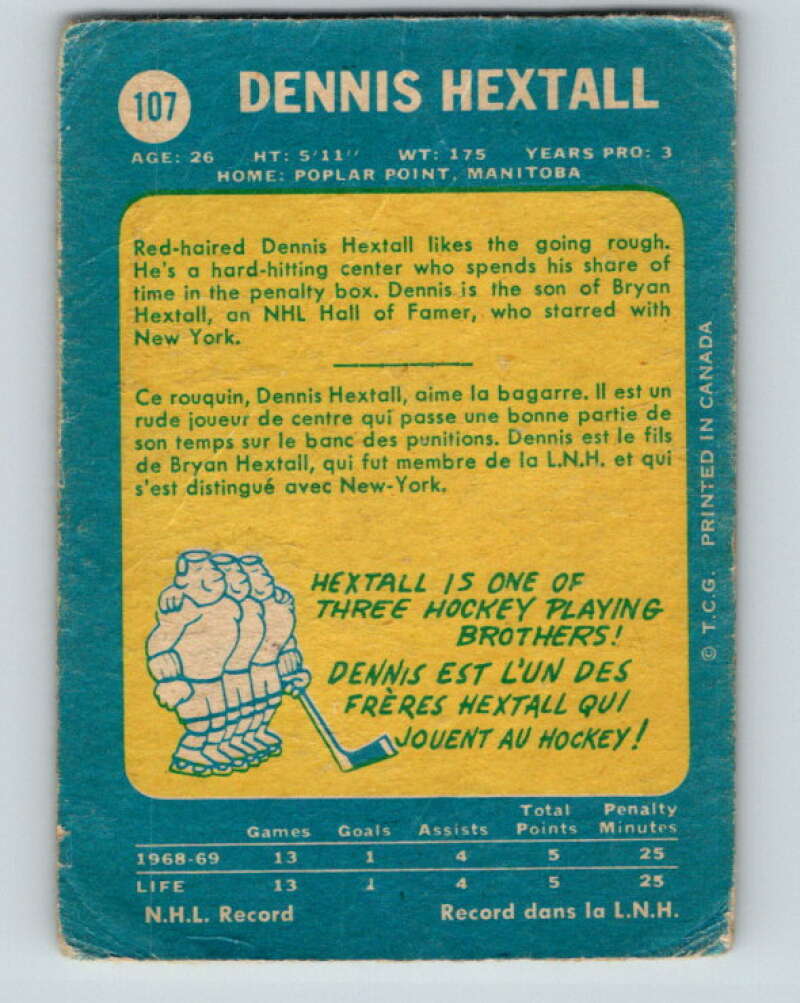 107 DENNIS HEXTALL
AGE: 26 HT: 5'11" WT: 175 YEARS PRO: 3
HOME: POPLAR POINT, MANITOBA
Red-haired Dennis Hextall likes the going rough.
He's a hard-hitting center who spends his share of
time in the penalty box. Dennis is the son of Bryan
Hextall, an NHL Hall of Famer, who starred with
New York.
Ce rouquin, Dennis Hextall, aime la bagarre. Il est un
rude joueur de centre qui passe une bonne partie de
son temps sur le banc des punitions. Dennis est le fils
de Bryan Hextall, qui fut membre de la L.N.H. et qui
s'est distingué avec New-York.
HEXTALL IS ONE OF
THREE HOCKEY PLAYING
BROTHERS!
DENNIS EST L'UN DES
FRÈRES HEXTALL QUI
JOUENT AU HOCKEY!
© T.C.G. PRINTED IN CANADA
Total Penalty
Games Goals Assists Points Minutes
1968-69 13 1 4 5 25
LIFE 13 1 4 5 25
N.H.L. Record Record dans la L.N.H.